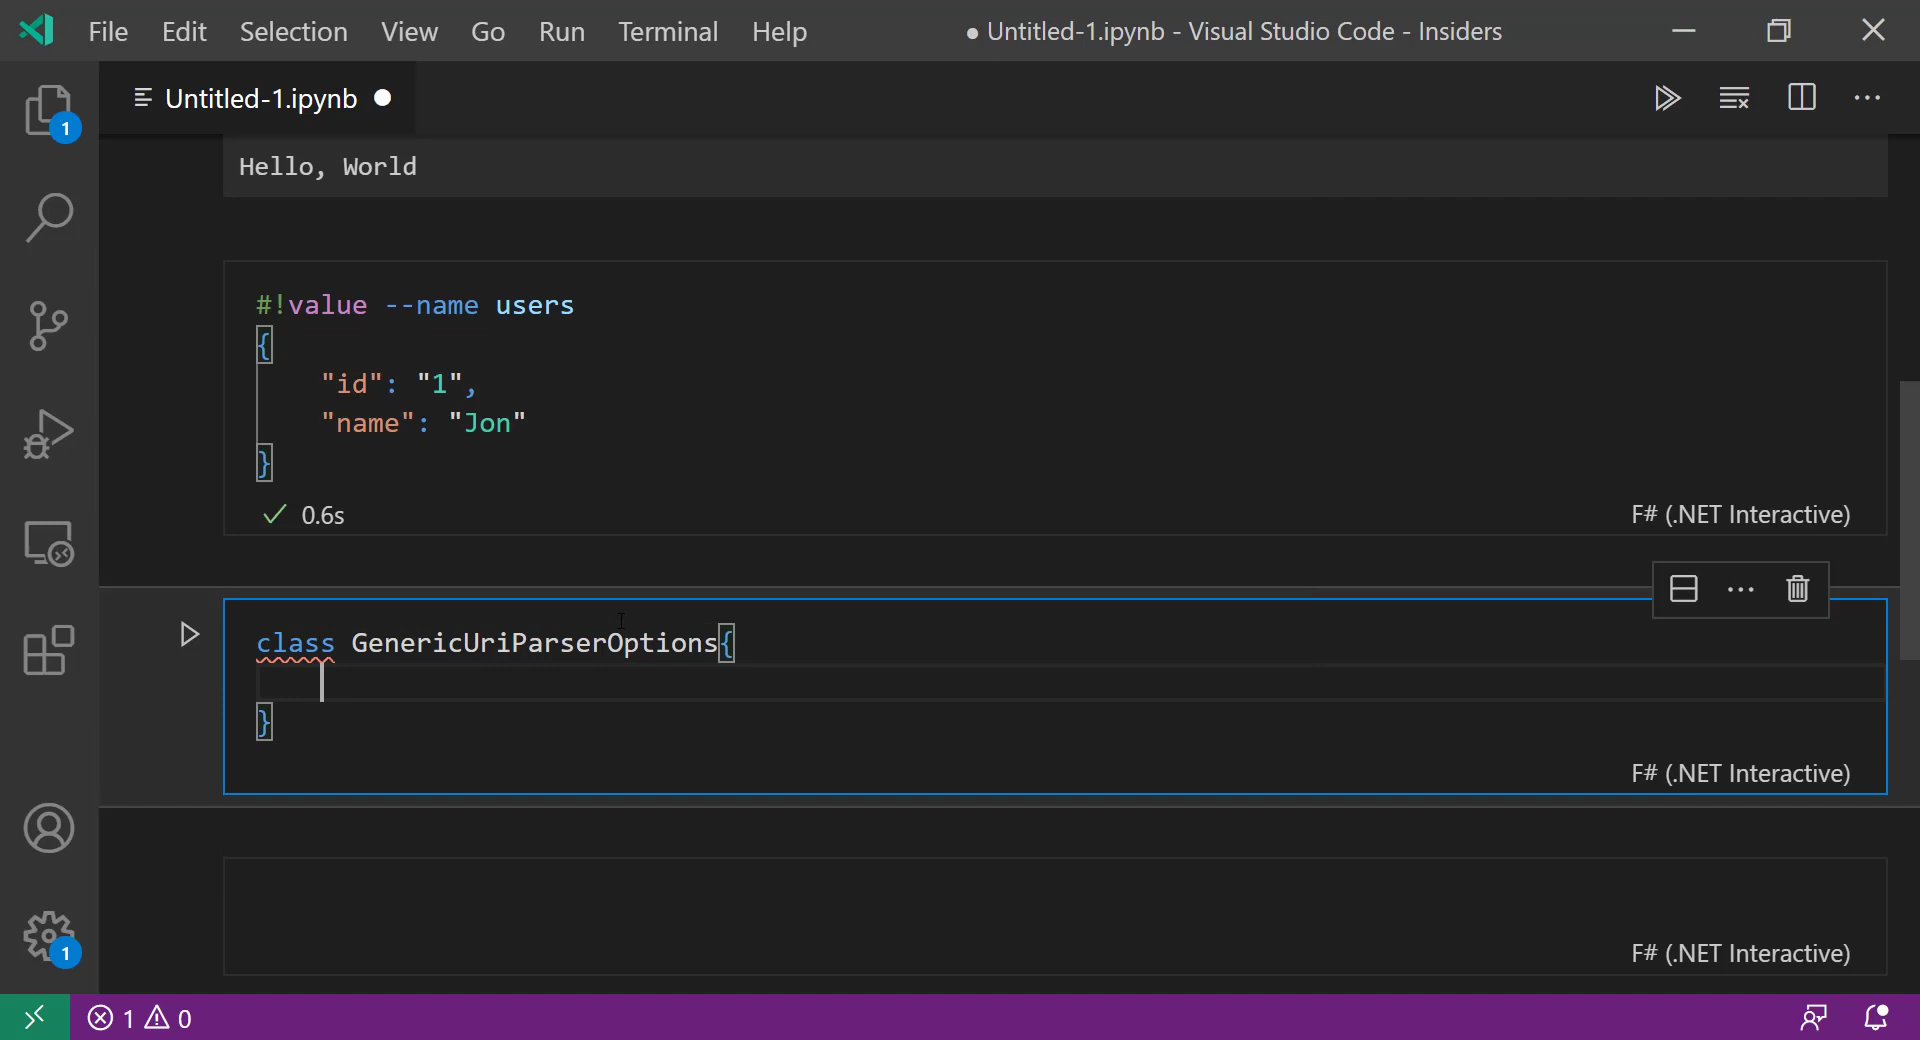 File Edit Selection View Go Run Terminal Help ● Untitled-1.ipynb - Visual Studio Code - Insiders
Untitled-1.ipynb
1
Hello, World
#!value --name users
{
"id": "1",
"name": "Jon"
}
0.6s F# (.NET Interactive)
class GenericUriParserOptions{
}
F# (.NET Interactive)
F# (.NET Interactive)
1
1 0